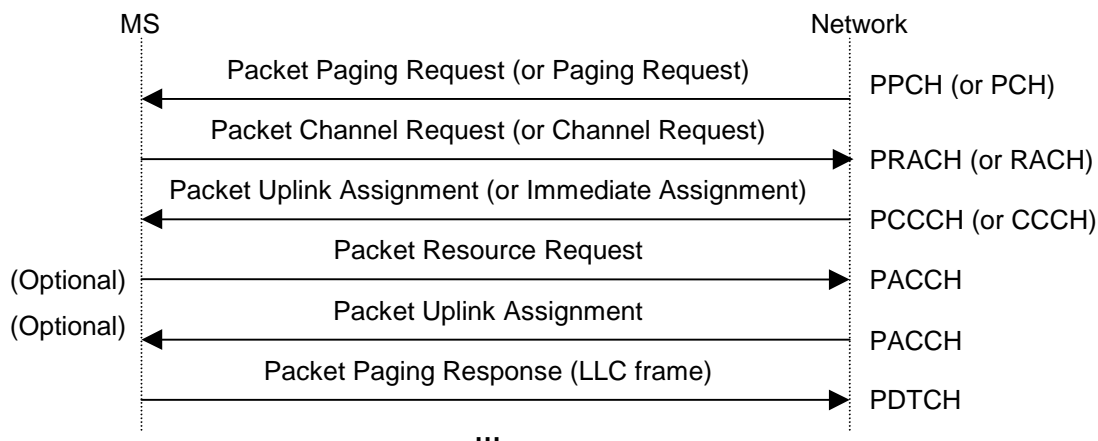 MS Network
Packet Paging Request (or Paging Request)
PPCH (or PCH)
Packet Channel Request (or Channel Request)
PRACH (or RACH)
Packet Uplink Assignment (or Immediate Assignment)
PCCCH (or CCCH)
Packet Resource Request
(Optional) PACCH
Packet Uplink Assignment
(Optional) PACCH
Packet Paging Response (LLC frame)
PDTCH
...